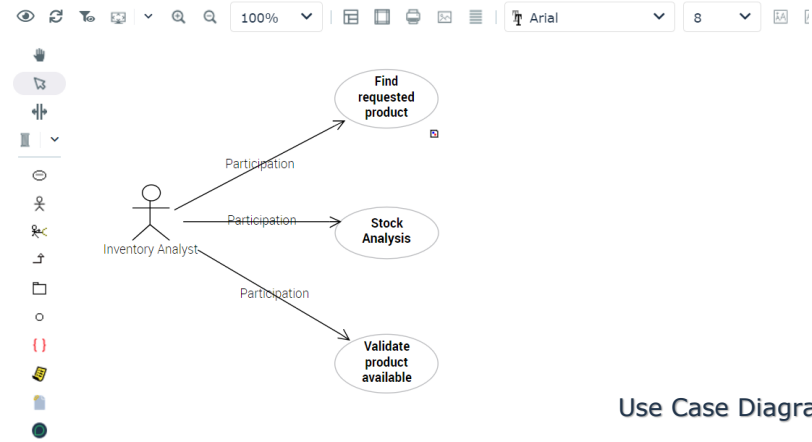 100%
Arial
8
Find
requested
product
Participation
Participation
Stock
Analysis
Inventory Analyst
Participation
Validate
product
available
Use Case Diagra